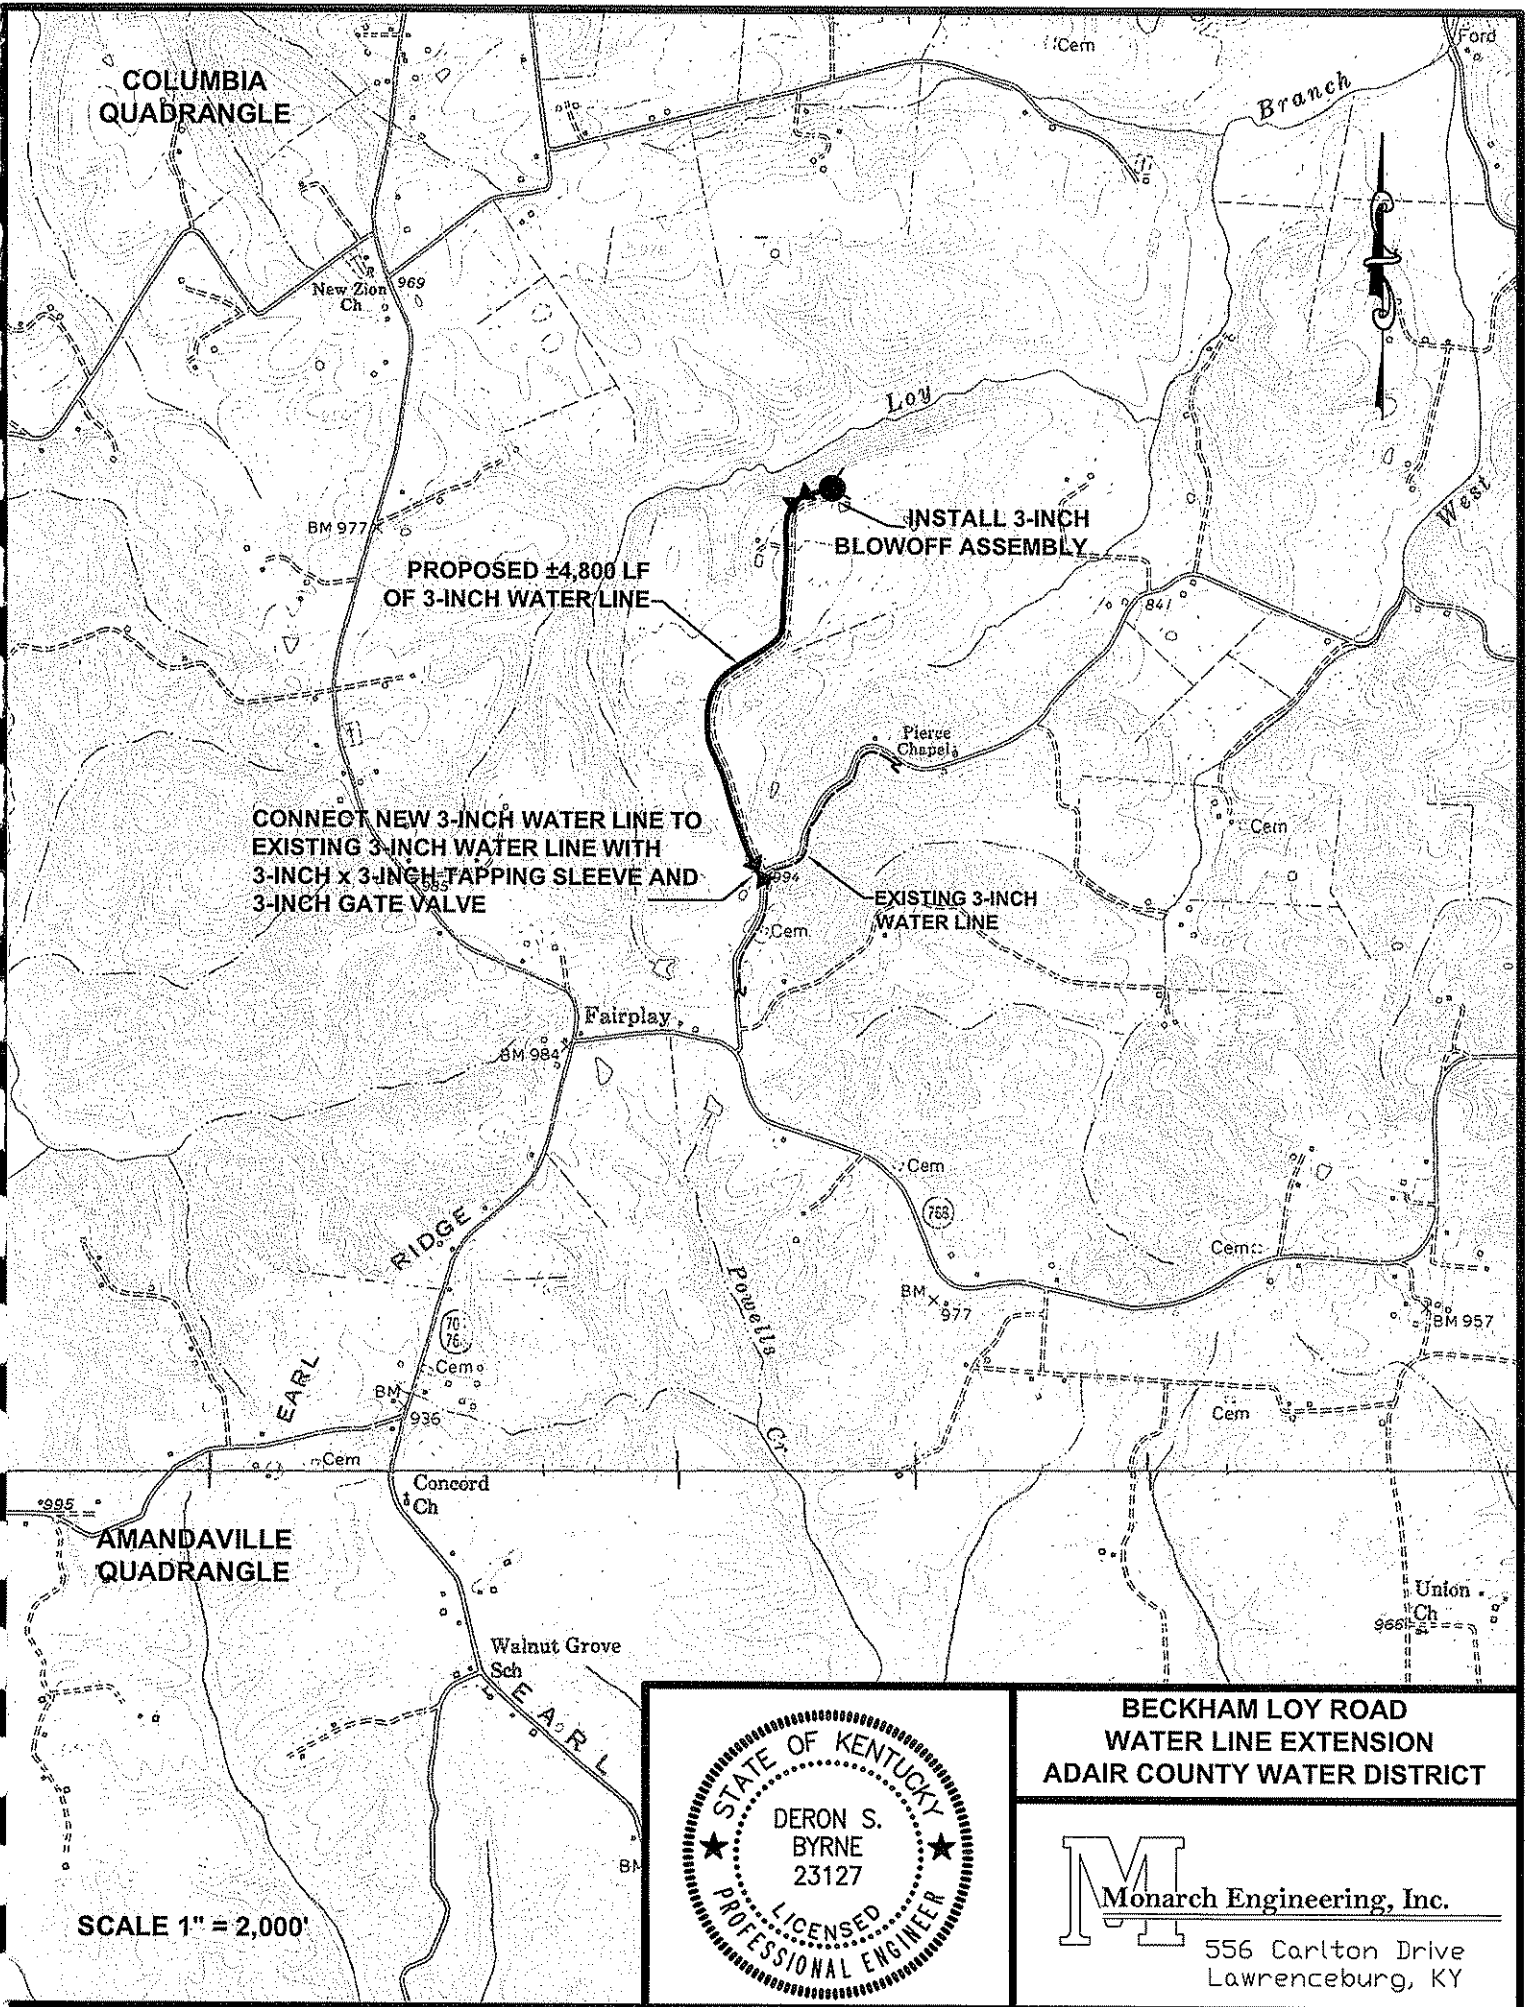 Ford
Cem
COLUMBIA
QUADRANGLE
Branch
969
New Zion
Ch
Loy
West
BM 977
INSTALL 3-INCH
BLOWOFF ASSEMBLY
PROPOSED ±4,800 LF
OF 3-INCH WATER LINE
841
Pierce
Chapel
CONNECT NEW 3-INCH WATER LINE TO
EXISTING 3-INCH WATER LINE WITH
3-INCH x 3-INCH TAPPING SLEEVE AND
3-INCH GATE VALVE
985
Cem
994
EXISTING 3-INCH
WATER LINE
Cem
Fairplay
BM 984
Cem
768
RIDGE
Cem
Powells
BM
977
BM 957
70
76
EARL
Cem
BM
936
Cem
Cr
Cem
Concord
Ch
995
AMANDAVILLE
QUADRANGLE
Union
Ch
966
Walnut Grove
Sch
EARL
BM
SCALE 1" = 2,000'
STATE OF KENTUCKY
DERON S.
BYRNE
23127
LICENSED
PROFESSIONAL ENGINEER
BECKHAM LOY ROAD
WATER LINE EXTENSION
ADAIR COUNTY WATER DISTRICT
M
Monarch Engineering, Inc.
556 Carlton Drive
Lawrenceburg, KY